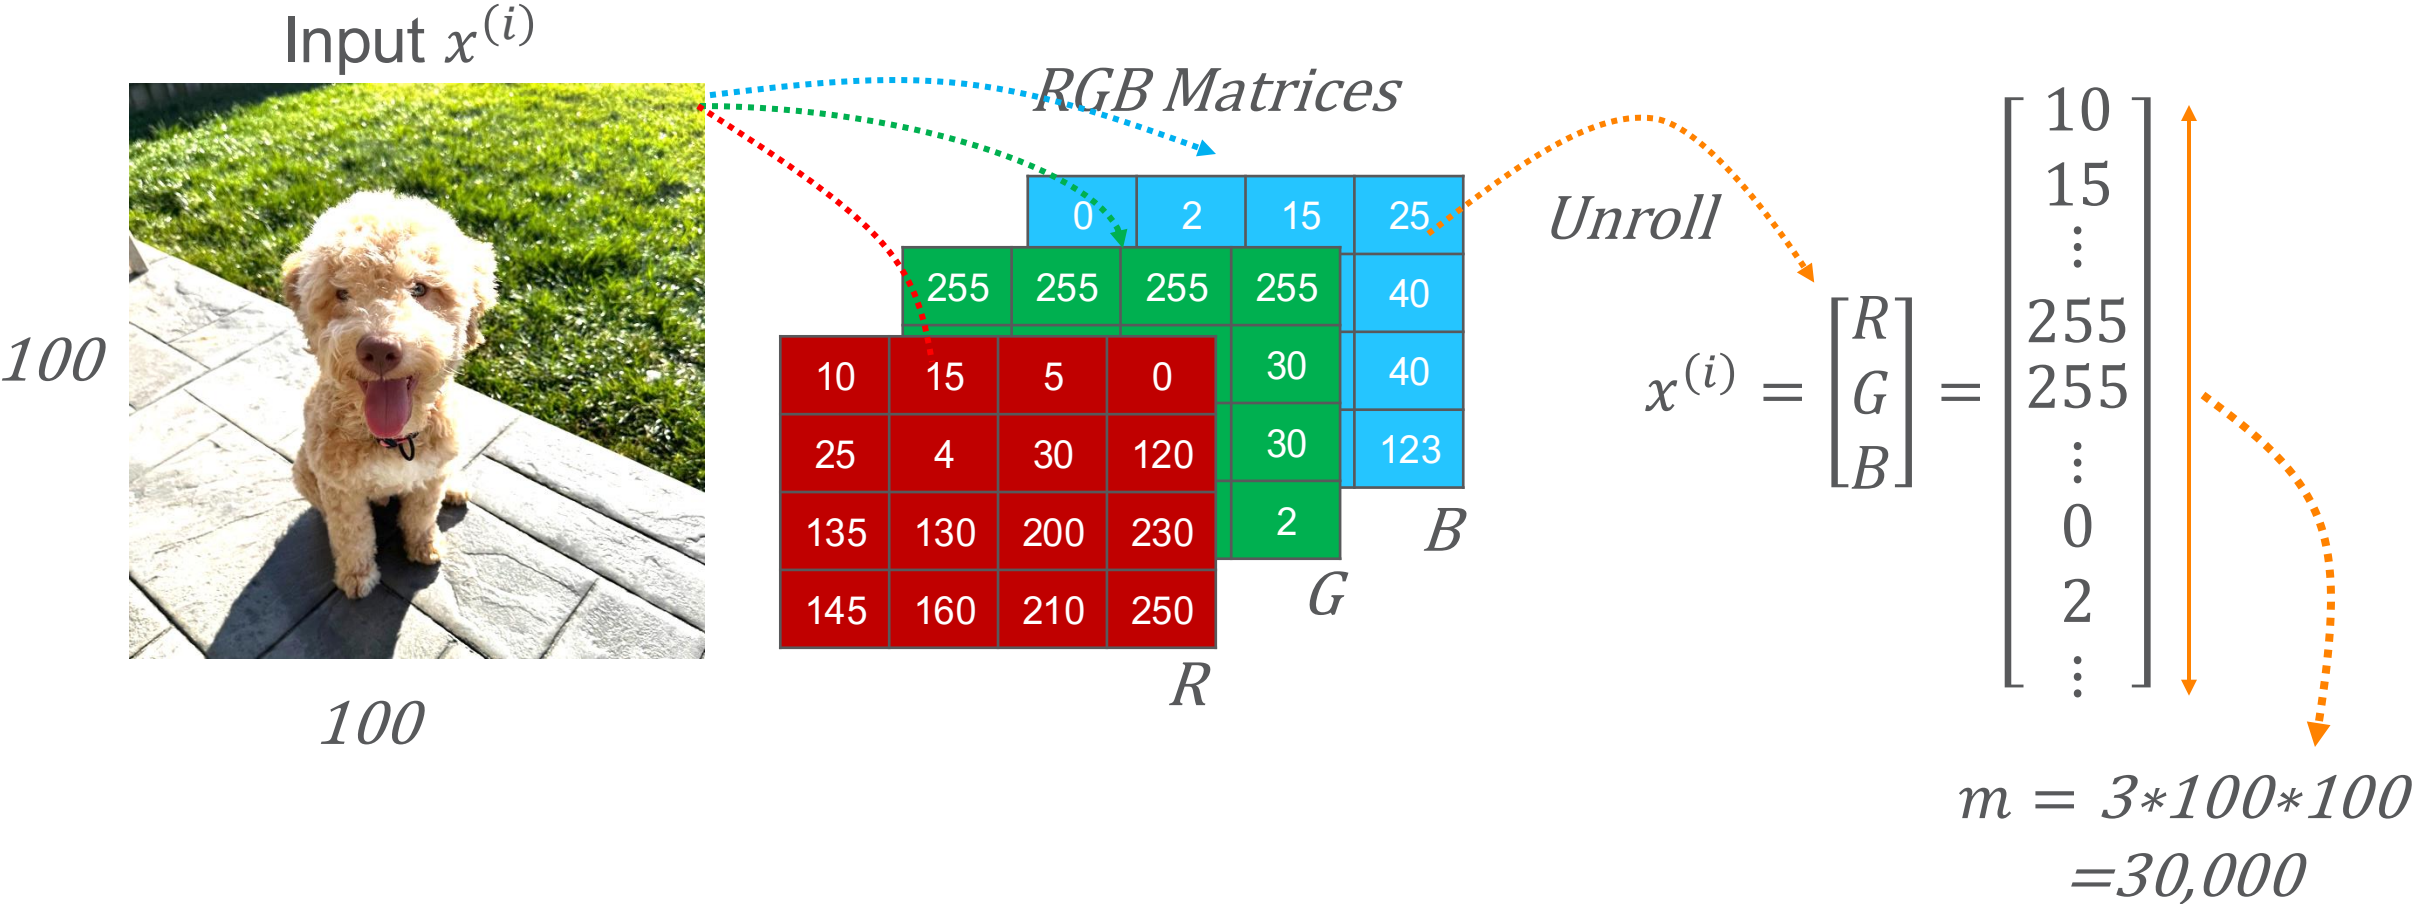 Input x^(i)
100
100
RGB Matrices
0 2 15 25
40
40
123
B
255 255 255 255
30
30
2
G
10 15 5 0
25 4 30 120
135 130 200 230
145 160 210 250
R
Unroll
x^(i) = [R G B] = [10 15 ⋮ 255 255 ⋮ 0 2 ⋮]
m = 3*100*100
=30,000